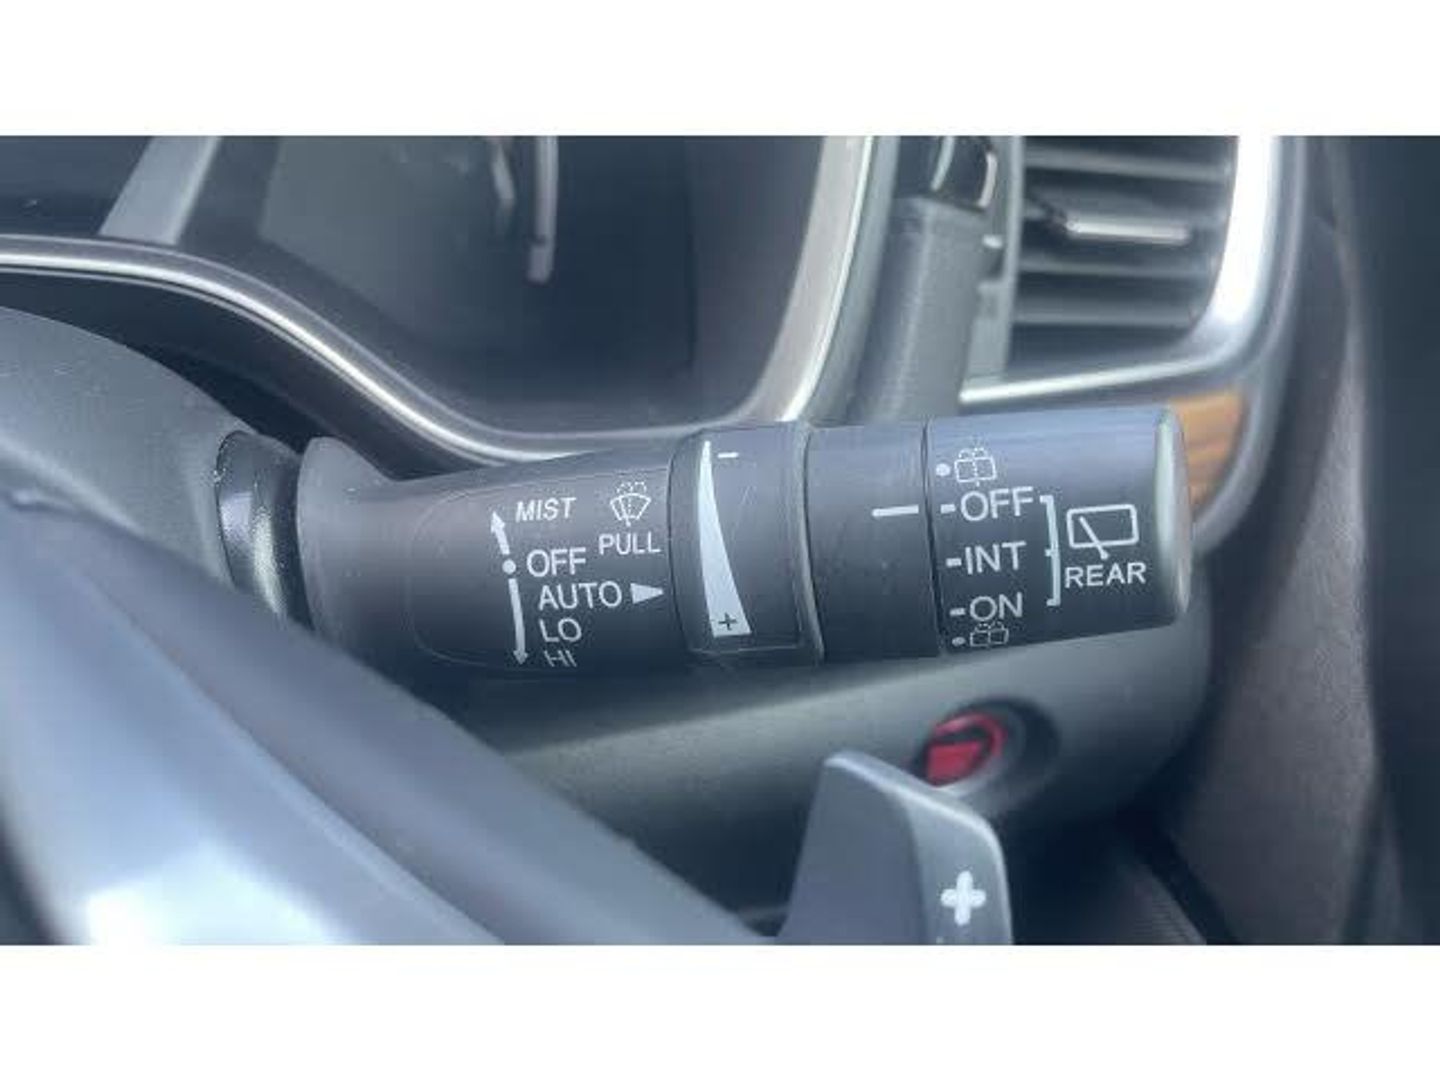 MIST
OFF
AUTO
LO
HI
PULL
-
+
OFF
INT
ON
REAR
+